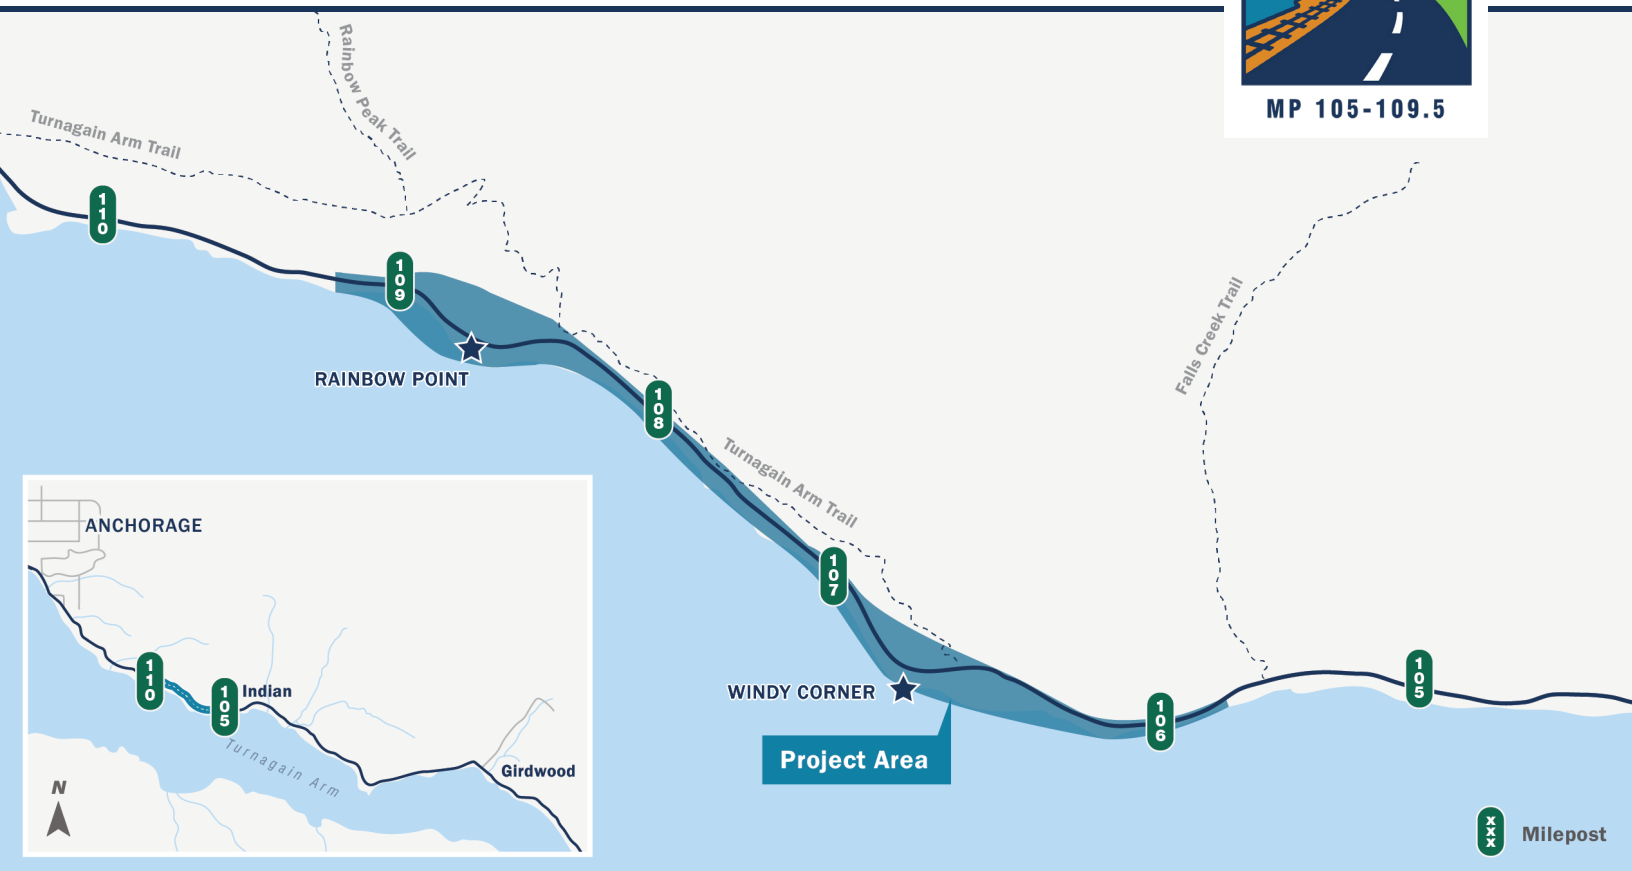 MP 105-109.5
Rainbow Peak Trail
Turnagain Arm Trail
110
109
RAINBOW POINT
108
Falls Creek Trail
Turnagain Arm Trail
107
WINDY CORNER
106
105
Project Area
ANCHORAGE
110
105
Indian
Turnagain Arm
Girdwood
N
xxx
Milepost